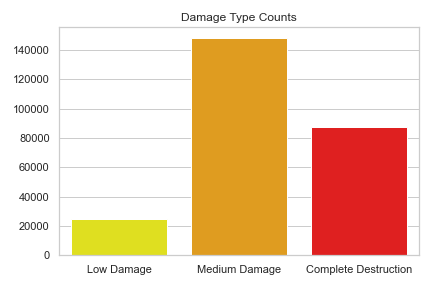 Damage Type Counts
140000
120000
100000
80000
60000
40000
20000
0
Low Damage
Medium Damage
Complete Destruction